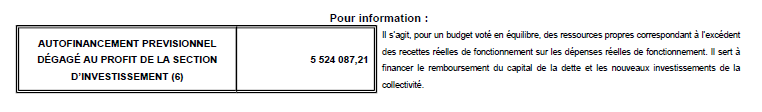 Pour information :
AUTOFINANCEMENT PREVISIONNEL
DÉGAGÉ AU PROFIT DE LA SECTION
D'INVESTISSEMENT (6)
5 524 087,21
Il s'agit, pour un budget voté en équilibre, des ressources propres correspondant à l'excédent
des recettes réelles de fonctionnement sur les dépenses réelles de fonctionnement. Il sert à
financer le remboursement du capital de la dette et les nouveaux investissements de la
collectivité.